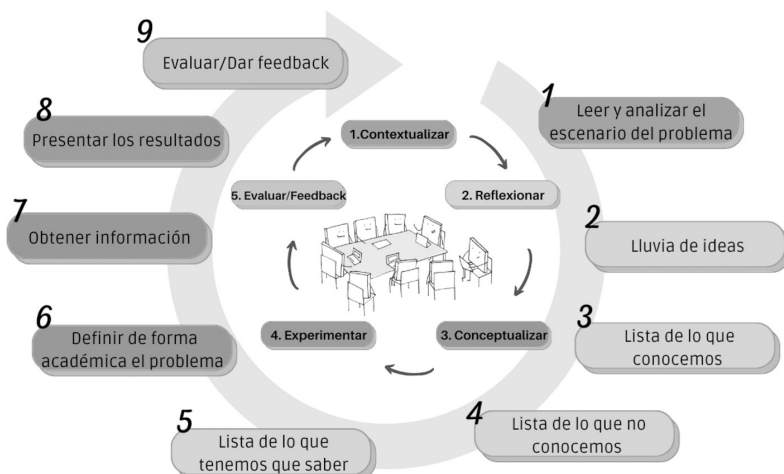 9
Evaluar/Dar feedback
8
Presentar los resultados
7
Obtener información
6
Definir de forma
académica el problema
5
Lista de lo que
tenemos que saber
1
Leer y analizar el
escenario del problema
2
Lluvia de ideas
3
Lista de lo que
conocemos
4
Lista de lo que no
conocemos
1.Contextualizar
2. Reflexionar
3. Conceptualizar
4. Experimentar
5. Evaluar/Feedback